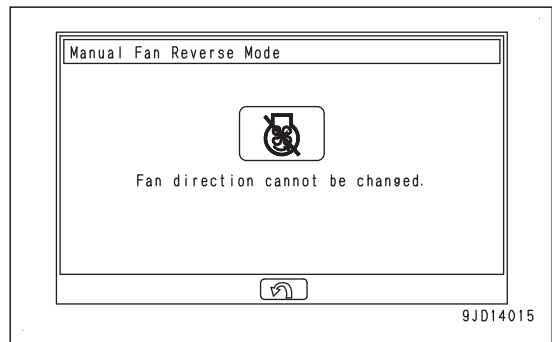 Manual Fan Reverse Mode
Fan direction cannot be changed.
9JD14015